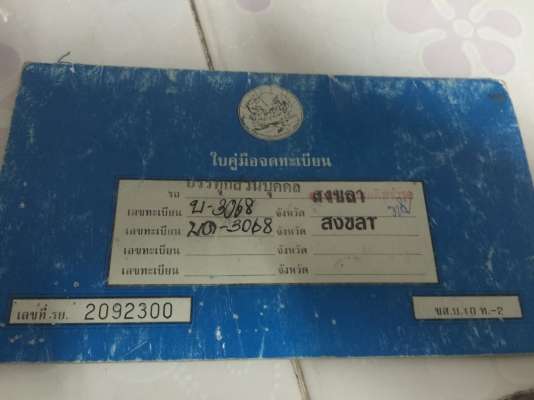 ใบคู่มือจดทะเบียน
รถ บรรทุกส่วนบุคคล
เลขทะเบียน บ-3068 จังหวัด สงขลา
เลขทะเบียน บด-3068 จังหวัด สงขลา
เลขทะเบียน จังหวัด
เลขทะเบียน จังหวัด
เลขที่ รย. 2092300
ขส.บ.10 ท.-2